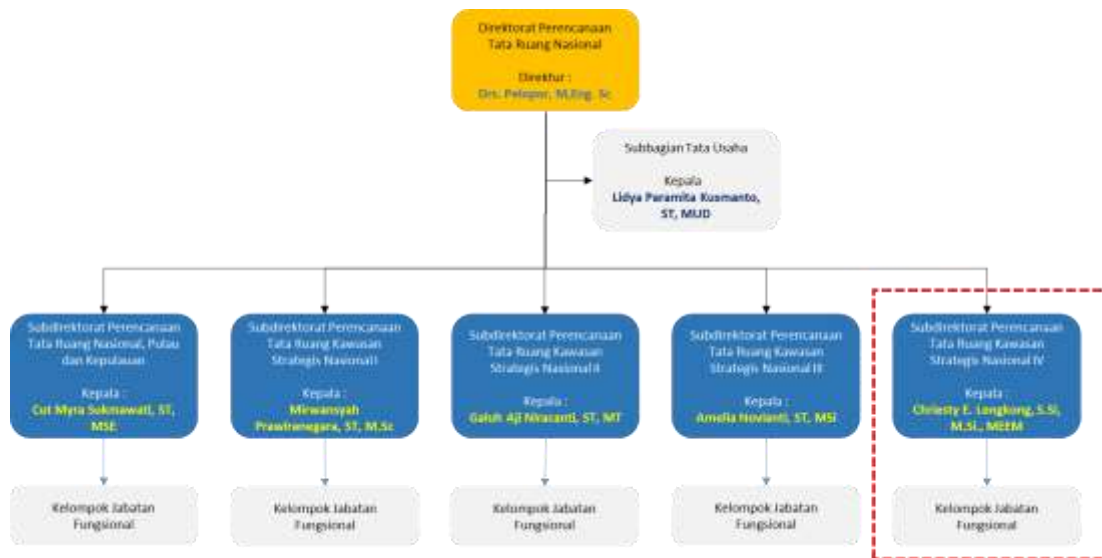 Direktorat Perencanaan
Tata Ruang Nasional
Direktur :
Drs. Pelopor, M.Eng. Sc
Subbagian Tata Usaha
Kepala
Lidya Paramita Kusmanto,
ST, MUD
Subdirektorat Perencanaan
Tata Ruang Nasional, Pulau
dan Kepulauan
Kepala :
Cut Myra Sukmawati, ST,
MSE
Subdirektorat Perencanaan
Tata Ruang Kawasan
Strategis Nasional I
Kepala :
Mirwansyah
Prawiranegara, ST, M.Sc
Subdirektorat Perencanaan
Tata Ruang Kawasan
Strategis Nasional II
Kepala :
Galuh Aji Niracanti, ST, MT
Subdirektorat Perencanaan
Tata Ruang Kawasan
Strategis Nasional III
Kepala :
Amelia Novianti, ST, MSi
Subdirektorat Perencanaan
Tata Ruang Kawasan
Strategis Nasional IV
Kepala :
E. Longkong, S.Si,
M.Si., MEEM
Kelompok Jabatan
Fungsional
Kelompok Jabatan
Fungsional
Kelompok Jabatan
Fungsional
Kelompok Jabatan
Fungsional
Kelompok Jabatan
Fungsional